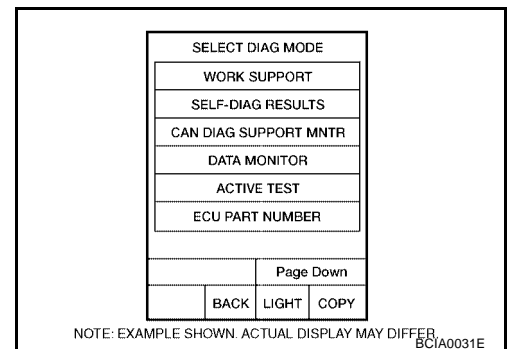 SELECT DIAG MODE
WORK SUPPORT
SELF-DIAG RESULTS
CAN DIAG SUPPORT MNTR
DATA MONITOR
ACTIVE TEST
ECU PART NUMBER
Page Down
BACK LIGHT COPY
NOTE: EXAMPLE SHOWN. ACTUAL DISPLAY MAY DIFFER.
BCIA0031E